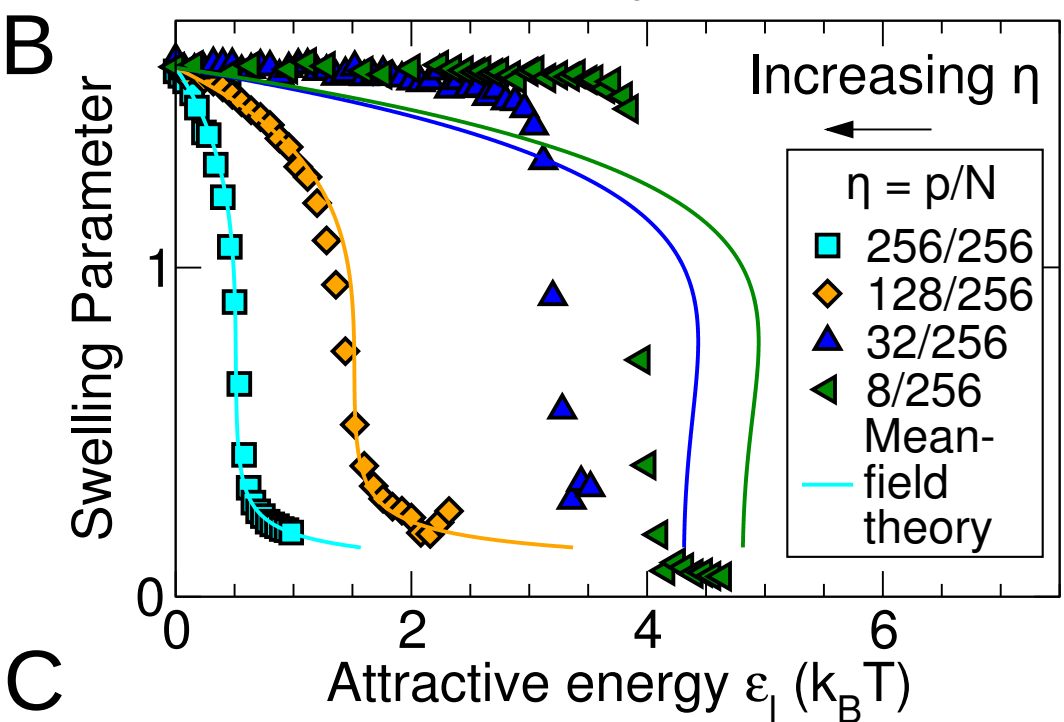 B
Increasing η
η = p/N
256/256
128/256
32/256
8/256
Mean-
field
theory
Swelling Parameter
1
0
0
2
4
6
Attractive energy ε_l (k_BT)
C